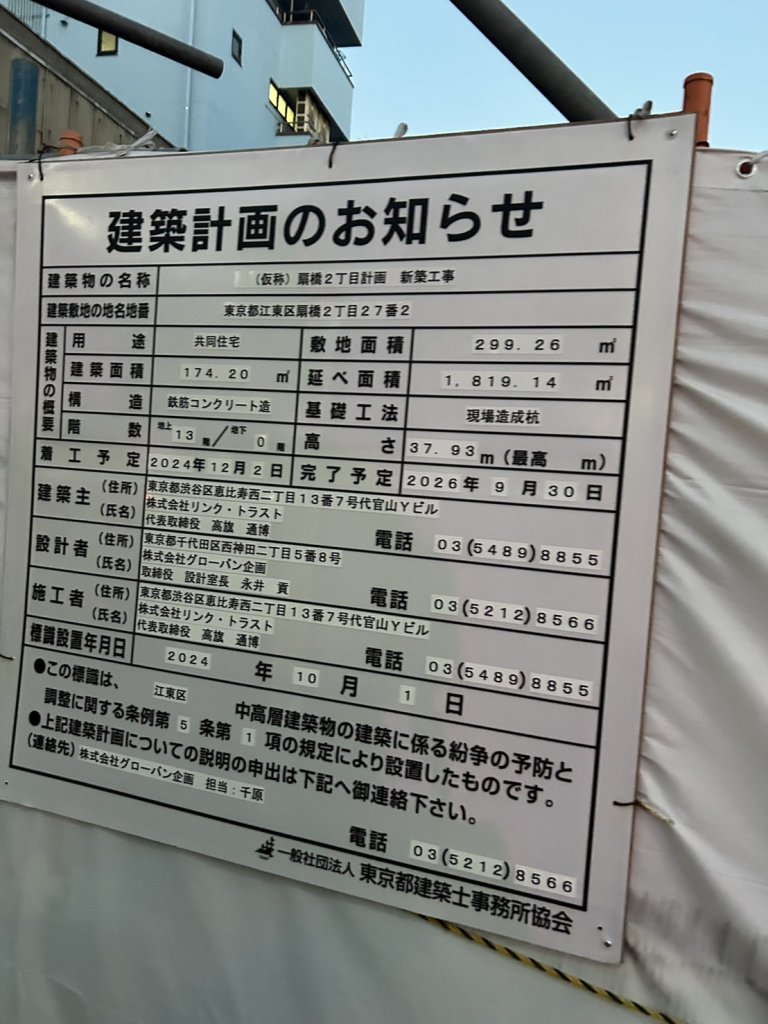 建築計画のお知らせ
建築物の名称 (仮称)扇橋2丁目計画 新築工事
建築敷地の地名地番 東京都江東区扇橋2丁目27番2
建築物の概要
用途 共同住宅 敷地面積 299.26 ㎡
建築面積 174.20 ㎡ 延べ面積 1,819.14 ㎡
構造 鉄筋コンクリート造 基礎工法 現場造成杭
階数 地上 13 階/地下 0 階 高さ 37.93m(最高 m)
着工予定 2024年12月2日 完了予定 2026年9月30日
建築主 (住所) 東京都渋谷区恵比寿西二丁目13番7号代官山Yビル
(氏名) 株式会社リンク・トラスト
代表取締役 高旗 通博 電話 03(5489)8855
設計者 (住所) 東京都千代田区西神田二丁目5番8号
(氏名) 株式会社グローバン企画
取締役 設計室長 永井 貢 電話 03(5212)8566
施工者 (住所) 東京都渋谷区恵比寿西二丁目13番7号代官山Yビル
(氏名) 株式会社リンク・トラスト
代表取締役 高旗 通博 電話 03(5489)8855
標識設置年月日 2024 年 10 月 1 日
●この標識は、 江東区 中高層建築物の建築に係る紛争の予防と
調整に関する条例第 5 条第 1 項の規定により設置したものです。
●上記建築計画についての説明の申出は下記へ御連絡下さい。
(連絡先) 株式会社グローバン企画 担当:千原
電話 03(5212)8566
一般社団法人 東京都建築士事務所協会